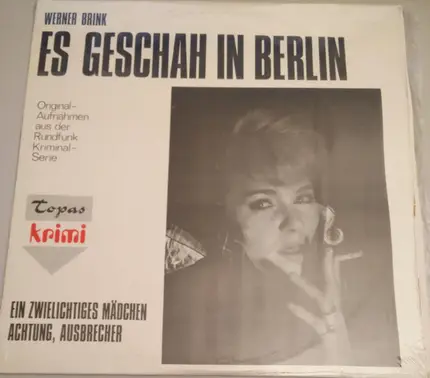 WERNER BRINK
ES GESCHAH IN BERLIN
Original-
Aufnahmen
aus der
Rundfunk
Kriminal-
Serie
Topas
krimi
EIN ZWIELICHTIGES MÄDCHEN
ACHTUNG, AUSBRECHER